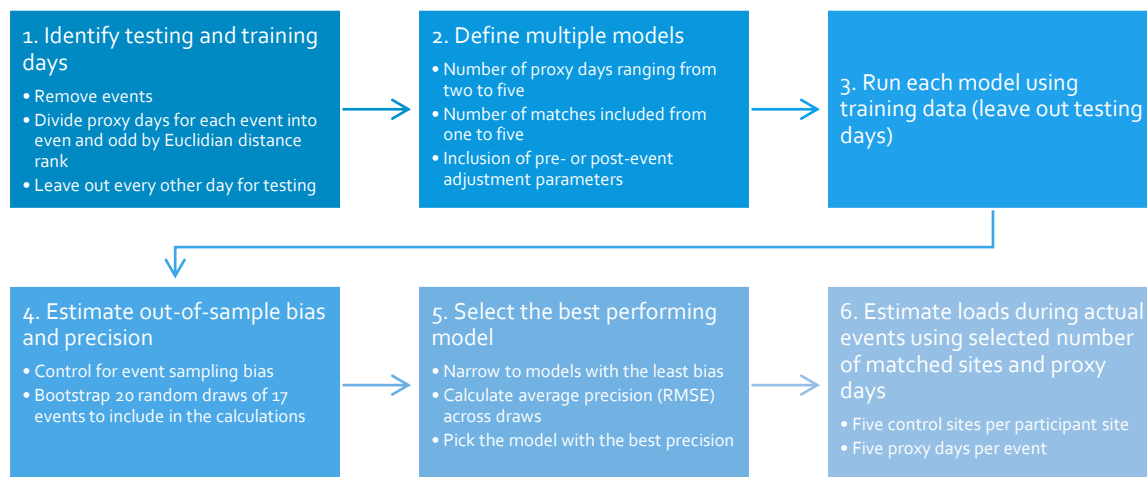 1. Identify testing and training
days
• Remove events
• Divide proxy days for each event into
even and odd by Euclidian distance
rank
• Leave out every other day for testing
2. Define multiple models
• Number of proxy days ranging from
two to five
• Number of matches included from
one to five
• Inclusion of pre- or post-event
adjustment parameters
3. Run each model using
training data (leave out testing
days)
4. Estimate out-of-sample bias
and precision
• Control for event sampling bias
• Bootstrap 20 random draws of 17
events to include in the calculations
5. Select the best performing
model
• Narrow to models with the least bias
• Calculate average precision (RMSE)
across draws
• Pick the model with the best precision
6. Estimate loads during actual
events using selected number
of matched sites and proxy
days
• Five control sites per participant site
• Five proxy days per event